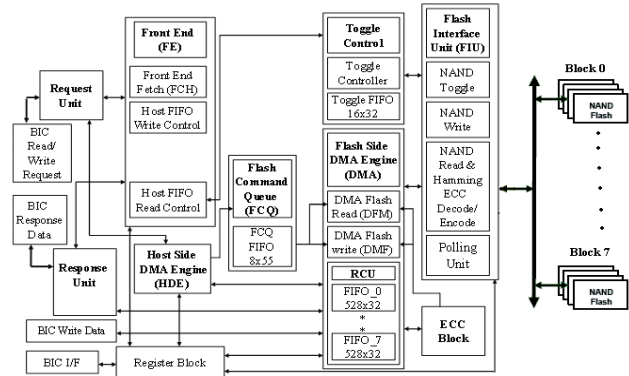 Front End
(FE)
Front End
Fetch (FCH)
Host FIFO
Write Control
Host FIFO
Read Control
Request
Unit
BIC
Read/
Write
Request
BIC
Response
Data
Response
Unit
BIC Write Data
BIC I/F
Register Block
Host Side
DMA Engine
(HDE)
Flash
Command
Queue
(FCQ)
FCQ
FIFO
8x55
Toggle
Control
Toggle
Controller
Toggle FIFO
16x32
Flash Side
DMA Engine
(DMA)
DMA Flash
Read (DFM)
DMA Flash
write (DMF)
RCU
FIFO_0
528x32
*
*
FIFO_7
528x32
Flash
Interface
Unit (FIU)
NAND
Toggle
NAND
Write
NAND
Read &
Hamming
ECC
Decode/
Encode
Polling
Unit
ECC
Block
Block 0
NAND
Flash
Block 7
NAND
Flash